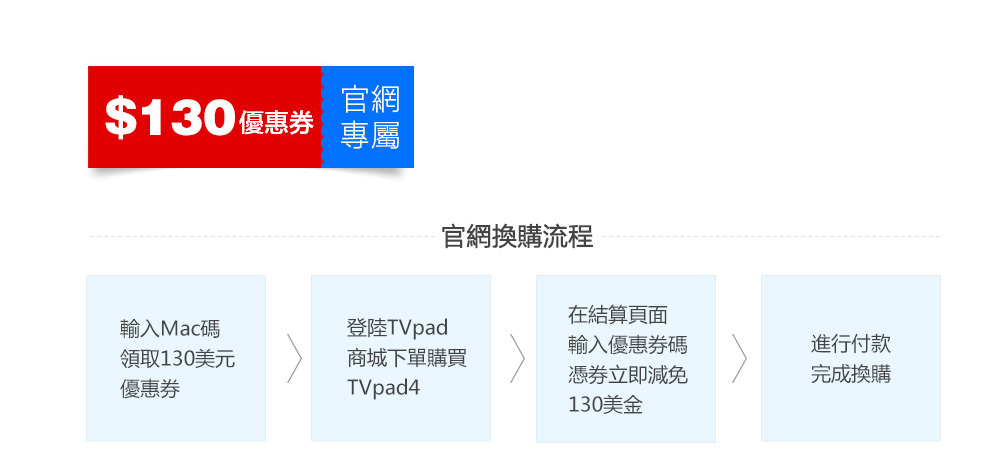 $130優惠券
官網
專屬
官網換購流程
輸入Mac碼
領取130美元
優惠券
登陸TVpad
商城下單購買
TVpad4
在結算頁面
輸入優惠券碼
憑券立即減免
130美金
進行付款
完成換購